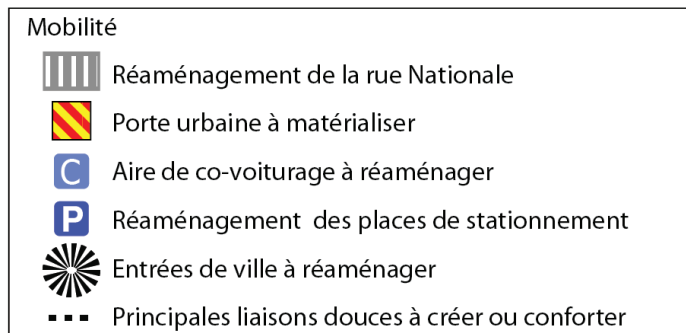 Mobilité
Réaménagement de la rue Nationale
Porte urbaine à matérialiser
C Aire de co-voiturage à réaménager
P Réaménagement des places de stationnement
Entrées de ville à réaménager
Principales liaisons douces à créer ou conforter